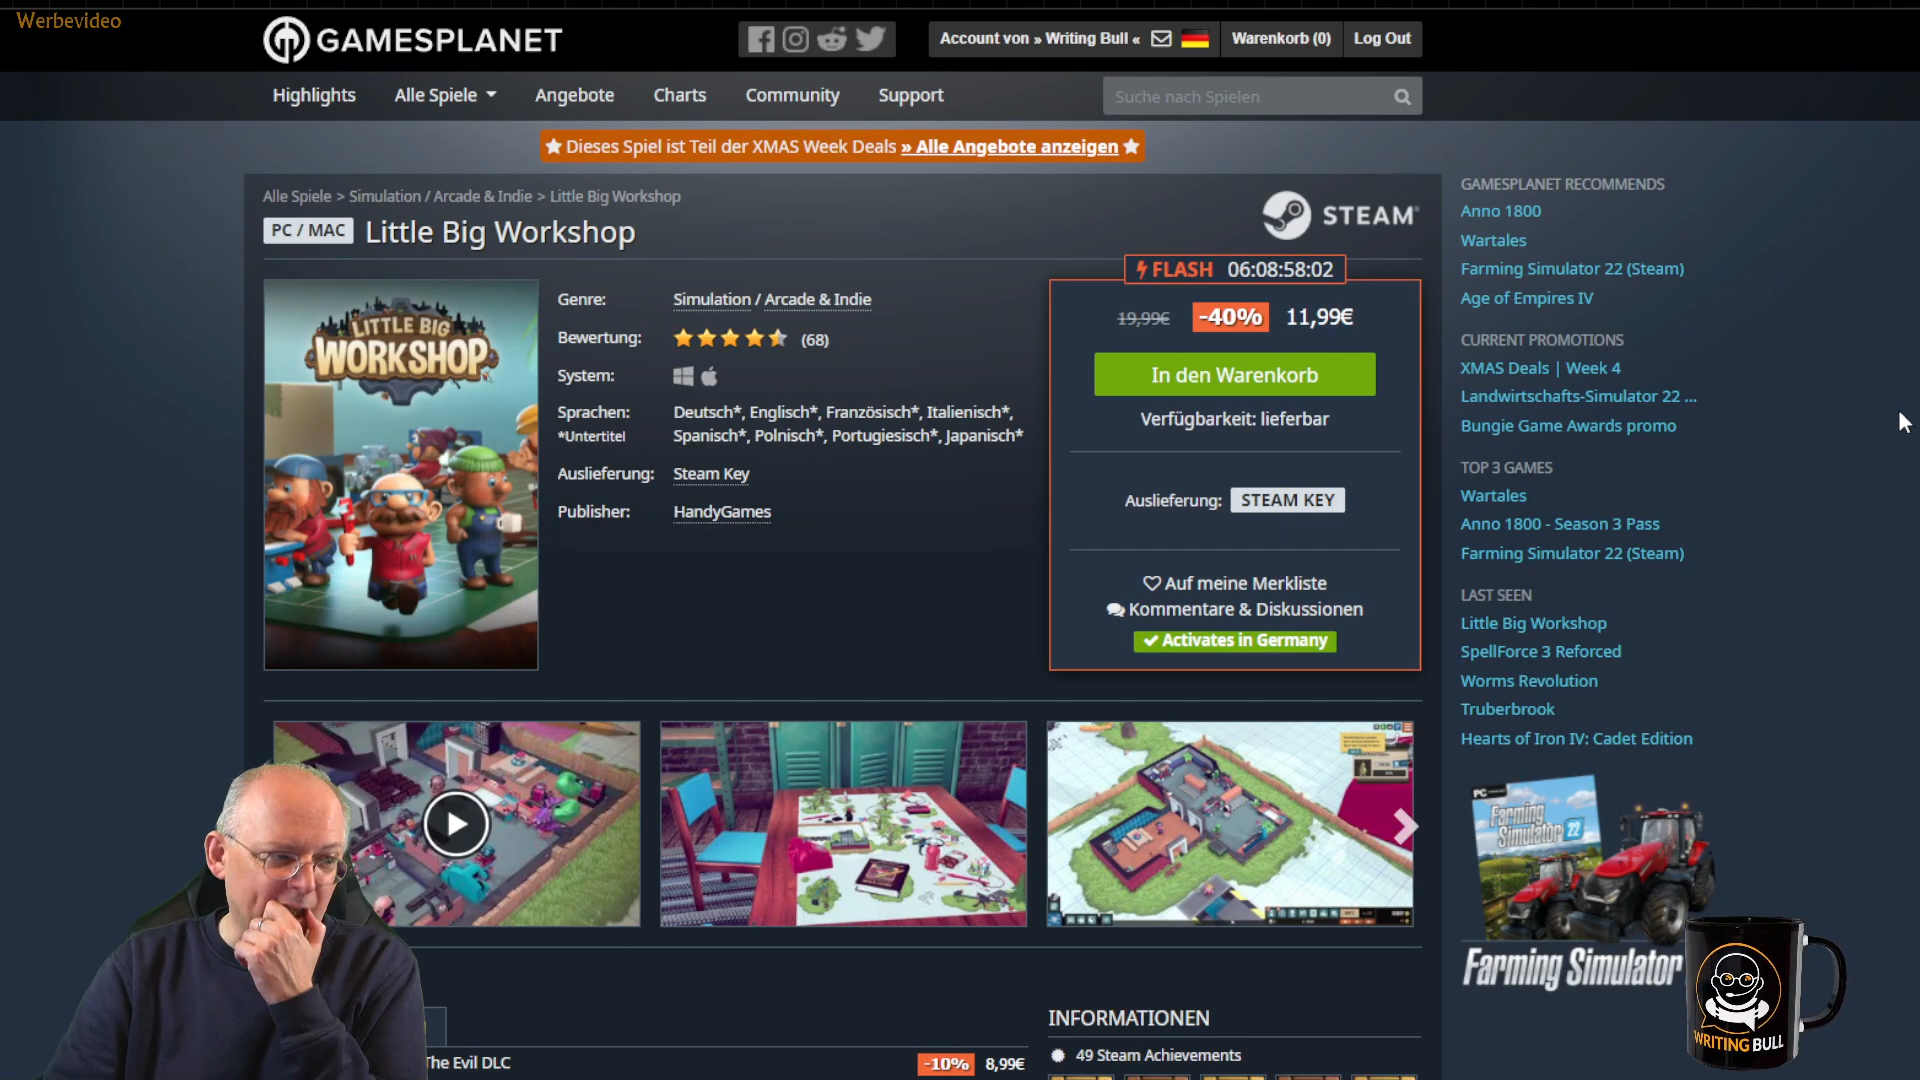 Werbevideo
GAMESPLANET
Account von » Writing Bull «
Warenkorb (0)
Log Out
Highlights
Alle Spiele
Angebote
Charts
Community
Support
Suche nach Spielen
Dieses Spiel ist Teil der XMAS Week Deals » Alle Angebote anzeigen
Alle Spiele > Simulation / Arcade & Indie > Little Big Workshop
PC / MAC Little Big Workshop
STEAM
FLASH 06:08:58:02
LITTLE BIG
WORKSHOP
Genre: Simulation / Arcade & Indie
Bewertung: (68)
System:
Sprachen: Deutsch*, Englisch*, Französisch*, Italienisch*,
*Untertitel Spanisch*, Polnisch*, Portugiesisch*, Japanisch*
Auslieferung: Steam Key
Publisher: HandyGames
19,99€ -40% 11,99€
In den Warenkorb
Verfügbarkeit: lieferbar
Auslieferung: STEAM KEY
Auf meine Merkliste
Kommentare & Diskussionen
Activates in Germany
GAMESPLANET RECOMMENDS
Anno 1800
Wartales
Farming Simulator 22 (Steam)
Age of Empires IV
CURRENT PROMOTIONS
XMAS Deals | Week 4
Landwirtschafts-Simulator 22 ...
Bungie Game Awards promo
TOP 3 GAMES
Wartales
Anno 1800 - Season 3 Pass
Farming Simulator 22 (Steam)
LAST SEEN
Little Big Workshop
SpellForce 3 Reforced
Worms Revolution
Truberbrook
Hearts of Iron IV: Cadet Edition
PC
Farming
Simulator 22
Farming Simulator
WRITING BULL
The Evil DLC
-10% 8,99€
INFORMATIONEN
49 Steam Achievements